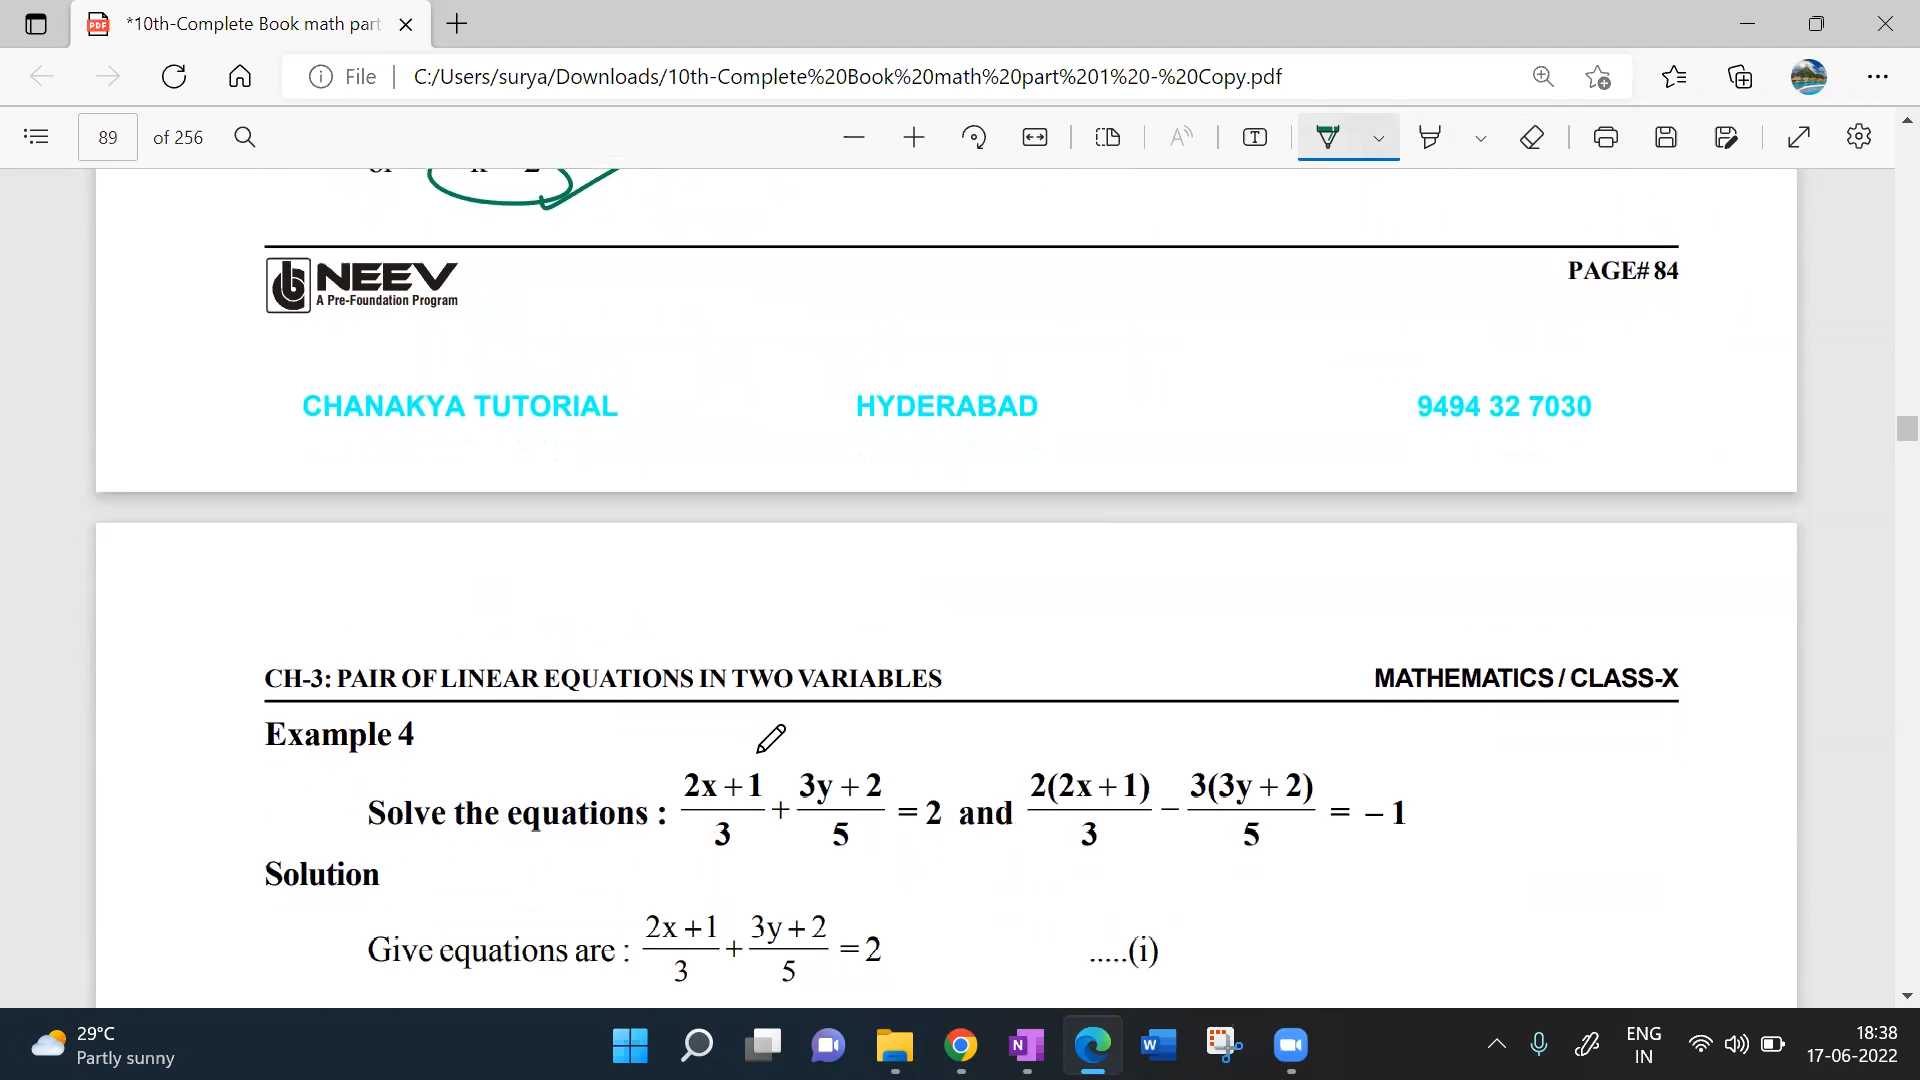 *10th-Complete Book math part
File
C:/Users/surya/Downloads/10th-Complete%20Book%20math%20part%201%20-%20Copy.pdf
89 of 256
NEEV
A Pre-Foundation Program
PAGE# 84
CHANAKYA TUTORIAL HYDERABAD 9494 32 7030
CH-3: PAIR OF LINEAR EQUATIONS IN TWO VARIABLES MATHEMATICS / CLASS-X
Example 4
Solve the equations : (2x + 1)/3 + (3y + 2)/5 = 2 and 2(2x + 1)/3 − 3(3y + 2)/5 = – 1
Solution
Give equations are : (2x + 1)/3 + (3y + 2)/5 = 2 .....(i)
29°C
Partly sunny
ENG
IN
18:38
17-06-2022